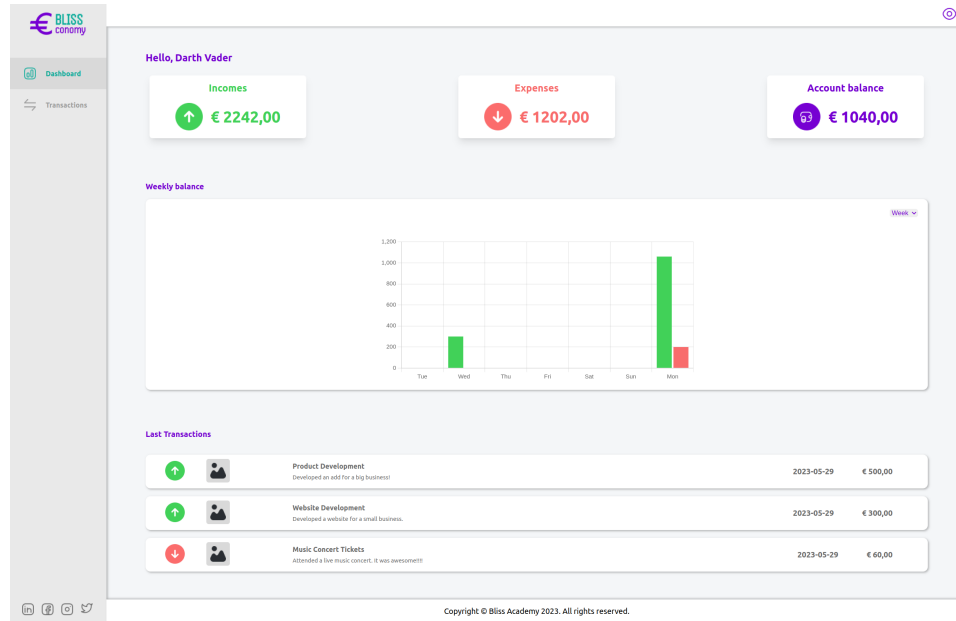 BLISS
conomy
Dashboard
Transactions
Hello, Darth Vader
Incomes
€ 2242,00
Expenses
€ 1202,00
Account balance
€ 1040,00
Weekly balance
Week
1,200
1,000
800
600
400
200
0
Tue Wed Thu Fri Sat Sun Mon
Last Transactions
Product Development
Developed an add for a big business!
2023-05-29 € 500,00
Website Development
Developed a website for a small business.
2023-05-29 € 300,00
Music Concert Tickets
Attended a live music concert. It was awesome!!!!
2023-05-29 € 60,00
Copyright © Bliss Academy 2023. All rights reserved.